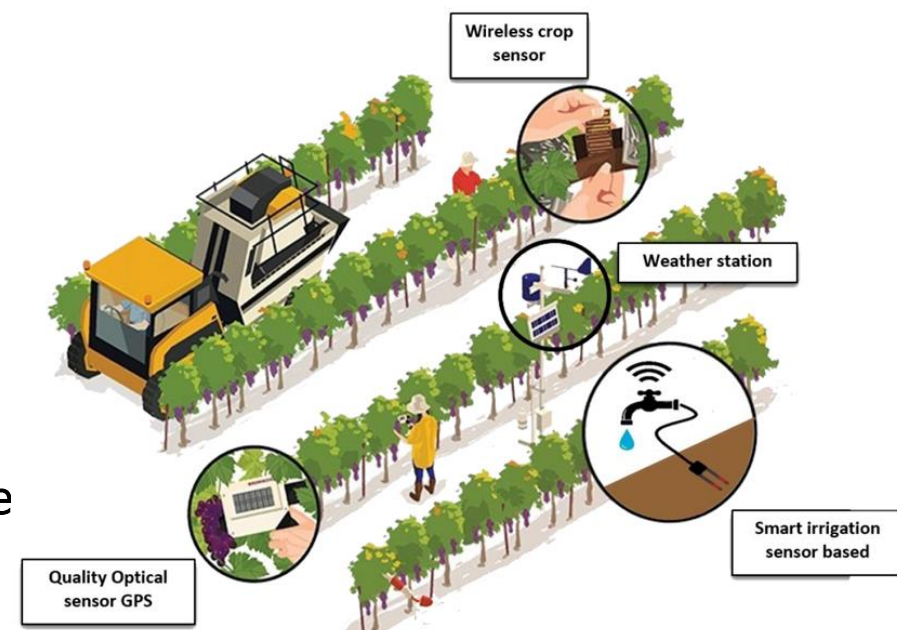 Wireless crop
sensor
Weather station
e
Smart irrigation
sensor based
Quality Optical
sensor GPS